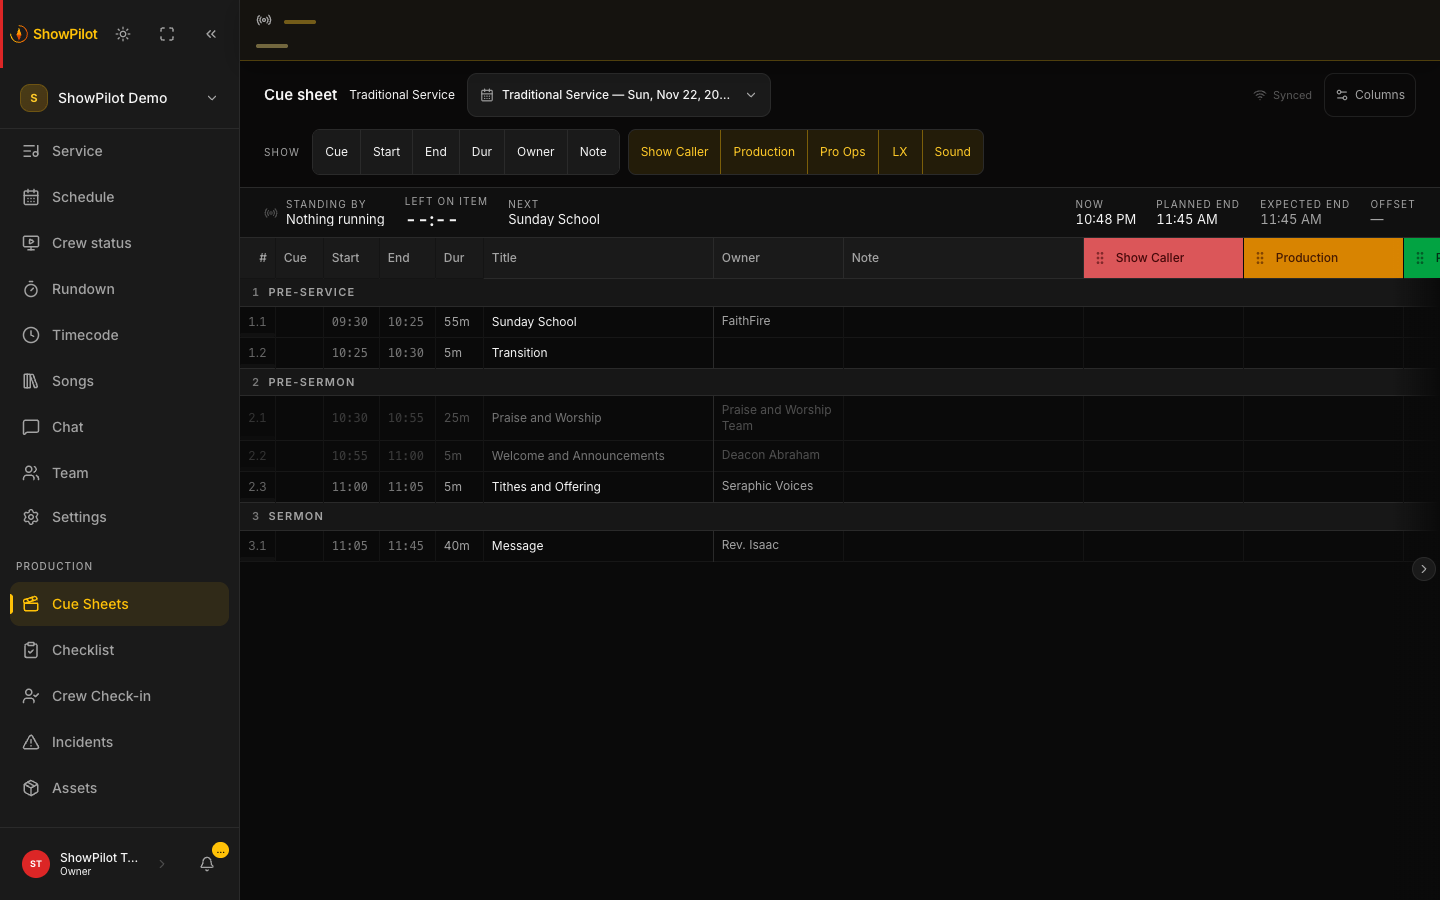 ShowPilot
S ShowPilot Demo
Service
Schedule
Crew status
Rundown
Timecode
Songs
Chat
Team
Settings
PRODUCTION
Cue Sheets
Checklist
Crew Check-in
Incidents
Assets
ST ShowPilot T...
Owner
...
Cue sheet Traditional Service Traditional Service — Sun, Nov 22, 20... Synced Columns
SHOW Cue Start End Dur Owner Note Show Caller Production Pro Ops LX Sound
STANDING BY LEFT ON ITEM NEXT NOW PLANNED END EXPECTED END OFFSET
Nothing running --:-- Sunday School 10:48 PM 11:45 AM 11:45 AM —
# Cue Start End Dur Title Owner Note Show Caller Production
1 PRE-SERVICE
1.1 09:30 10:25 55m Sunday School FaithFire
1.2 10:25 10:30 5m Transition
2 PRE-SERMON
2.1 10:30 10:55 25m Praise and Worship Praise and Worship
Team
2.2 10:55 11:00 5m Welcome and Announcements Deacon Abraham
2.3 11:00 11:05 5m Tithes and Offering Seraphic Voices
3 SERMON
3.1 11:05 11:45 40m Message Rev. Isaac